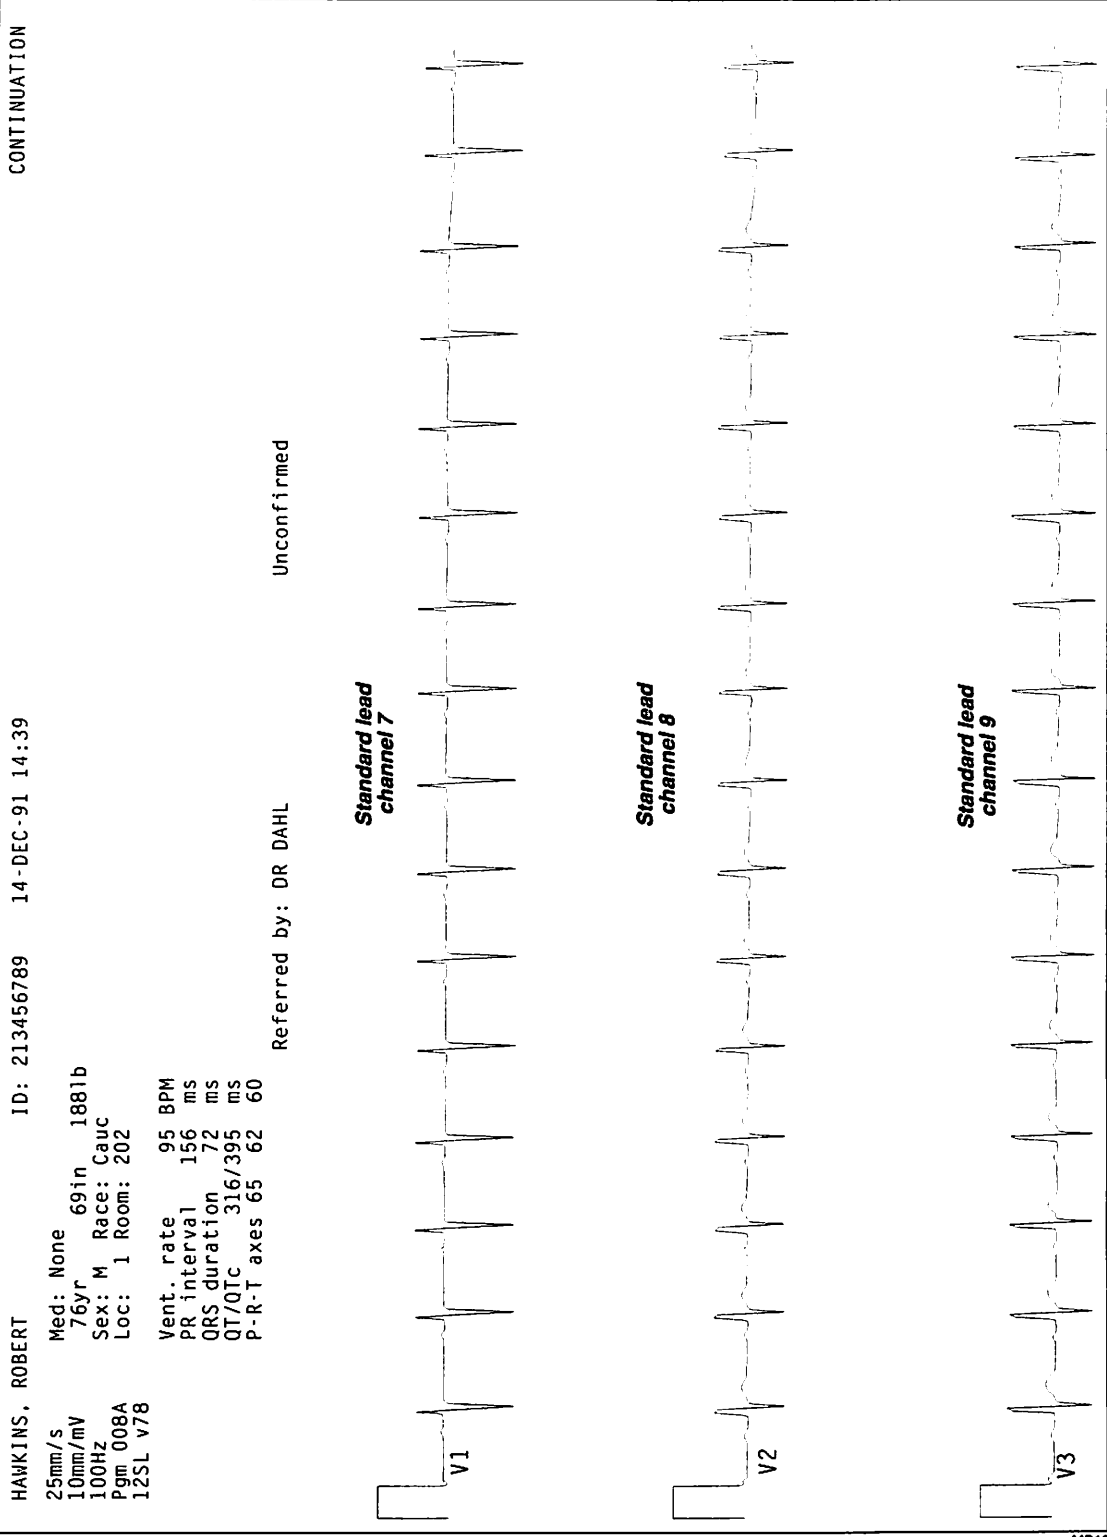 HAWKINS, ROBERT ID: 213456789 14-DEC-91 14:39 CONTINUATION
25mm/s
10mm/mV
100Hz
Pgm 008A
12SL v78
Med: None
76yr 69in 188lb
Sex: M Race: Cauc
Loc: 1 Room: 202
Vent. rate 95 BPM
PR interval 156 ms
QRS duration 72 ms
QT/QTc 316/395 ms
P-R-T axes 65 62 60
Referred by: DR DAHL Unconfirmed
Standard lead
channel 7
V1
Standard lead
channel 8
V2
Standard lead
channel 9
V3